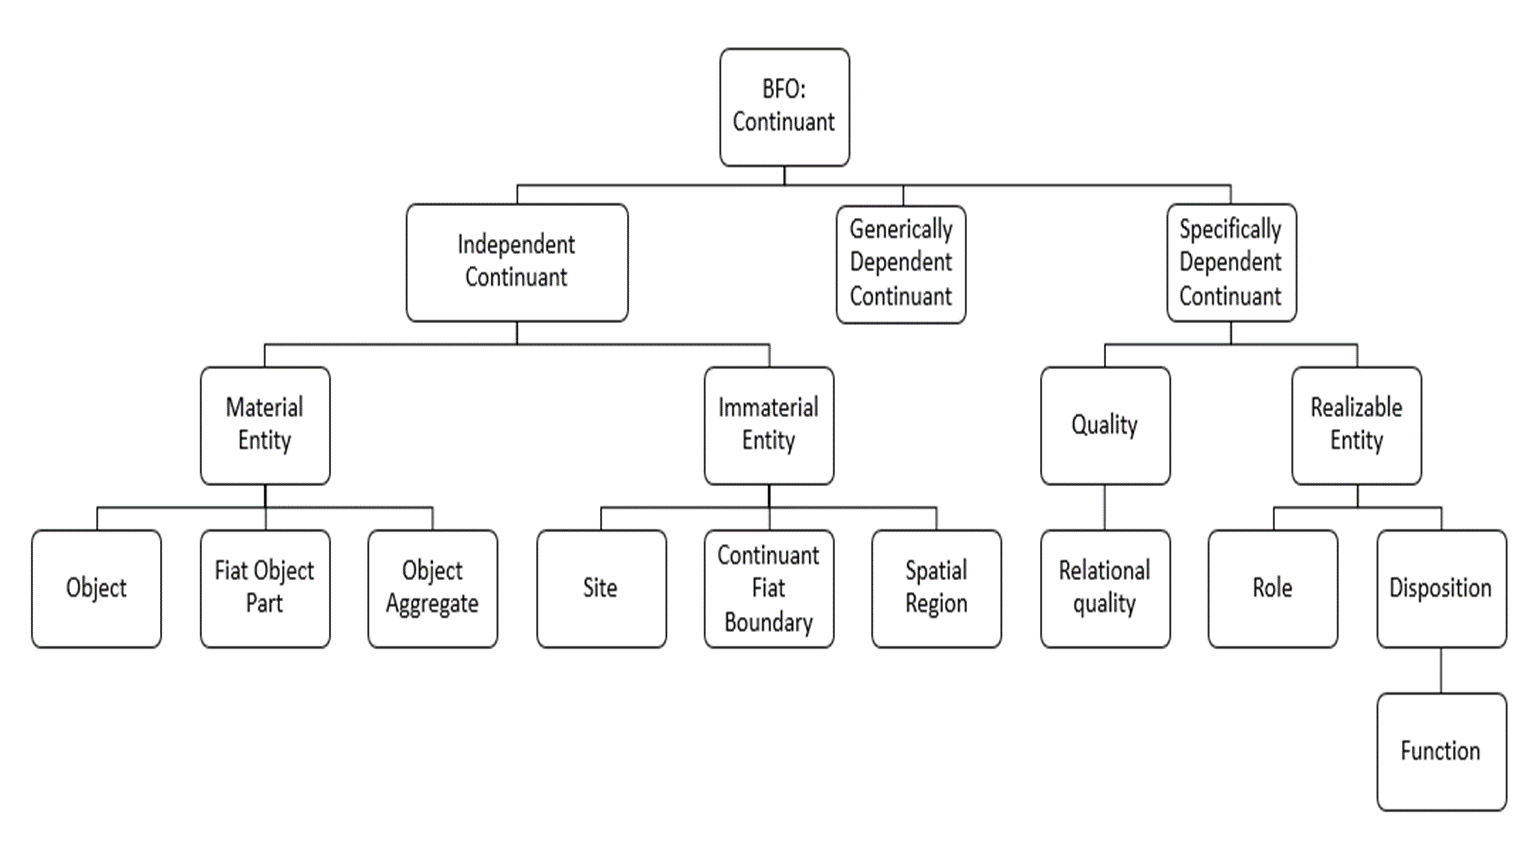 BFO:
Continuant
Independent
Continuant
Generically
Dependent
Continuant
Specifically
Dependent
Continuant
Material
Entity
Immaterial
Entity
Quality
Realizable
Entity
Object
Fiat Object
Part
Object
Aggregate
Site
Continuant
Fiat
Boundary
Spatial
Region
Relational
quality
Role
Disposition
Function